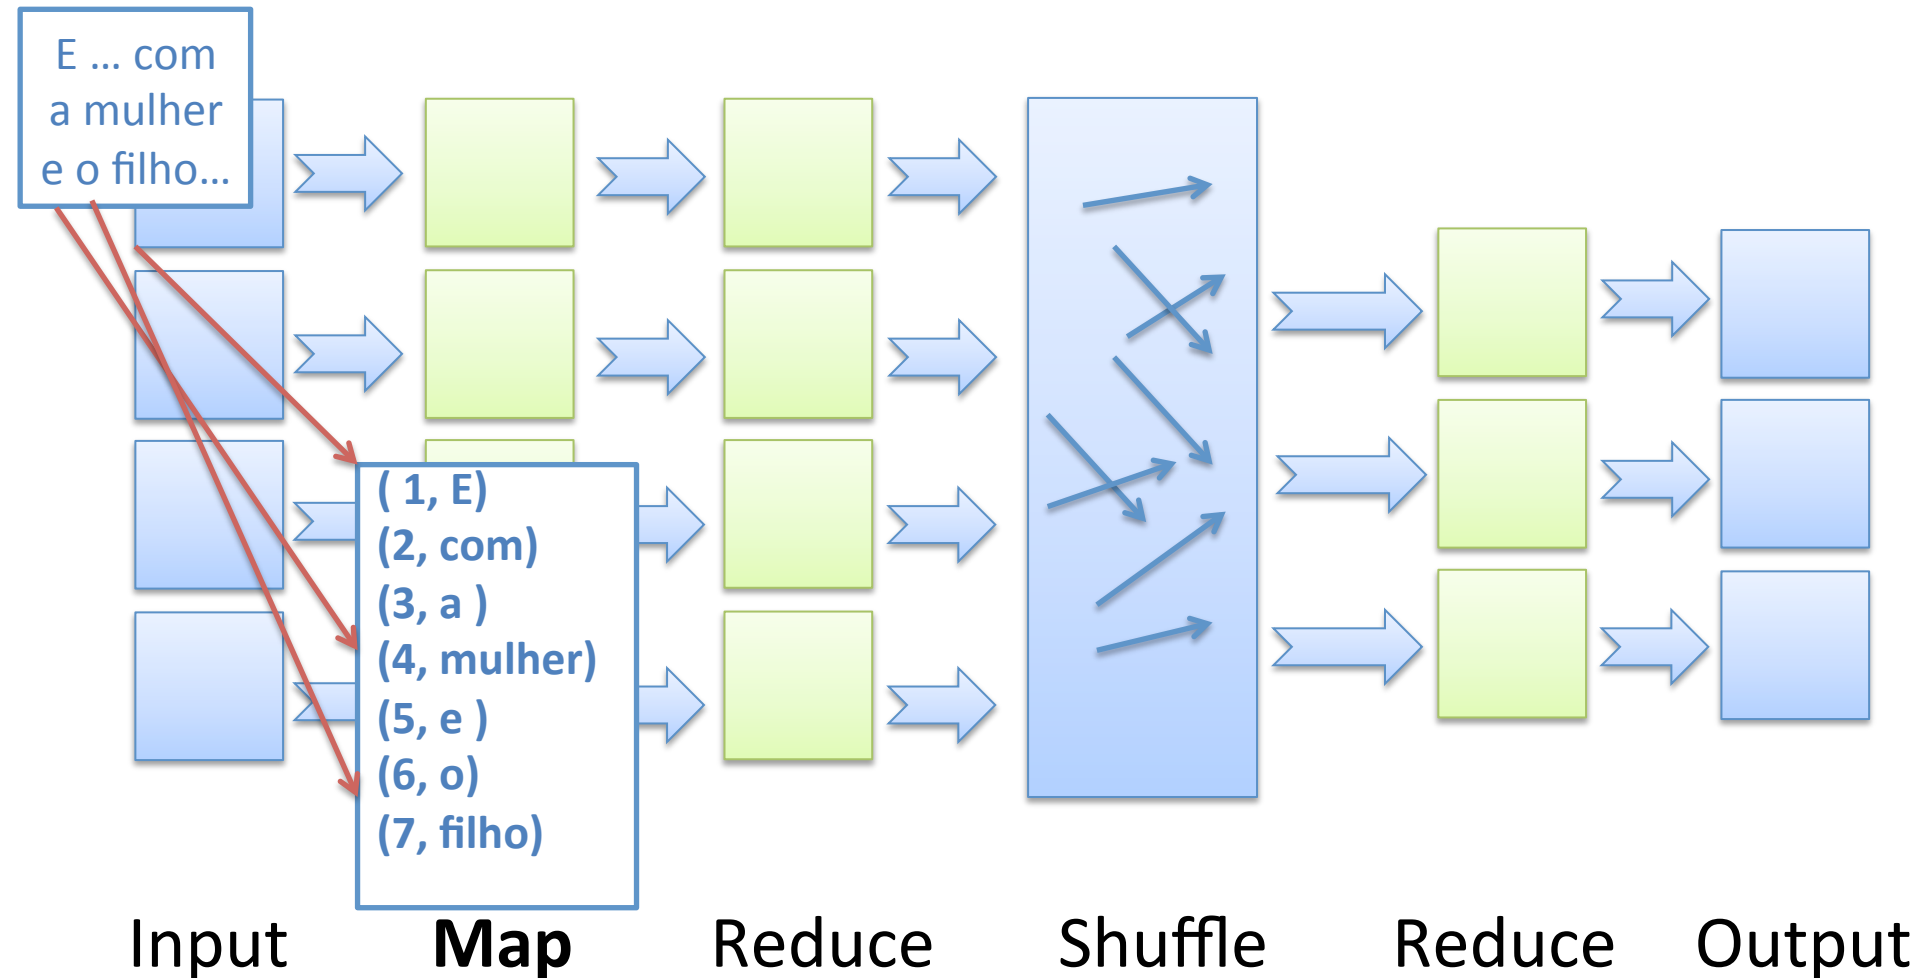 E ... com
a mulher
e o filho...
( 1, E)
(2, com)
(3, a )
(4, mulher)
(5, e )
(6, o)
(7, filho)
Input Map Reduce Shuffle Reduce Output